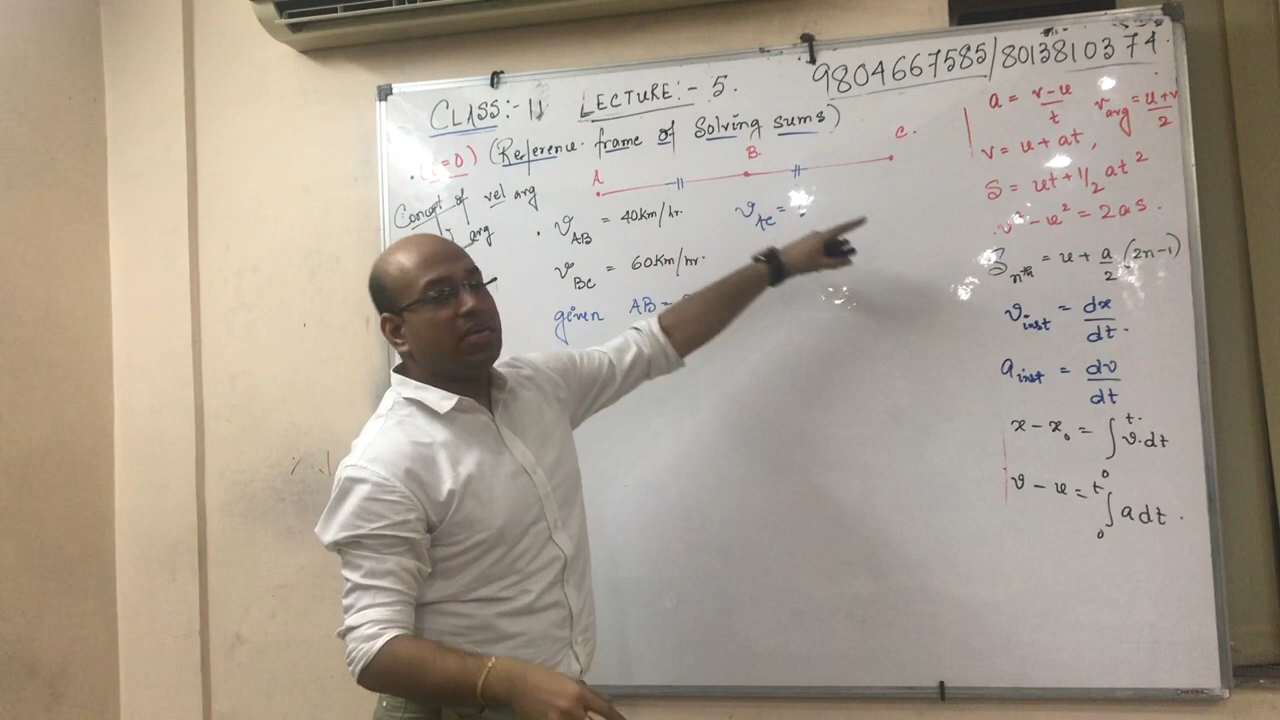 9804667585/8013810374
CLASS:- 11 LECTURE:- 5.
(Reference frame of Solving sums)
A B C.
Concept of vel avg
avg
v_AB = 40km/hr.
v_AC = ?
v_BC = 60km/hr.
given AB =
a = v-u/t
v_avg = u+v/2
v = u + at,
S = ut + 1/2 at²
v² - u² = 2as.
S_nth = u + a/2 (2n-1)
v_inst = dx/dt.
a_inst = dv/dt
x - x₀ = ∫₀ᵗ v.dt
v - u = ∫₀ᵗ a dt.